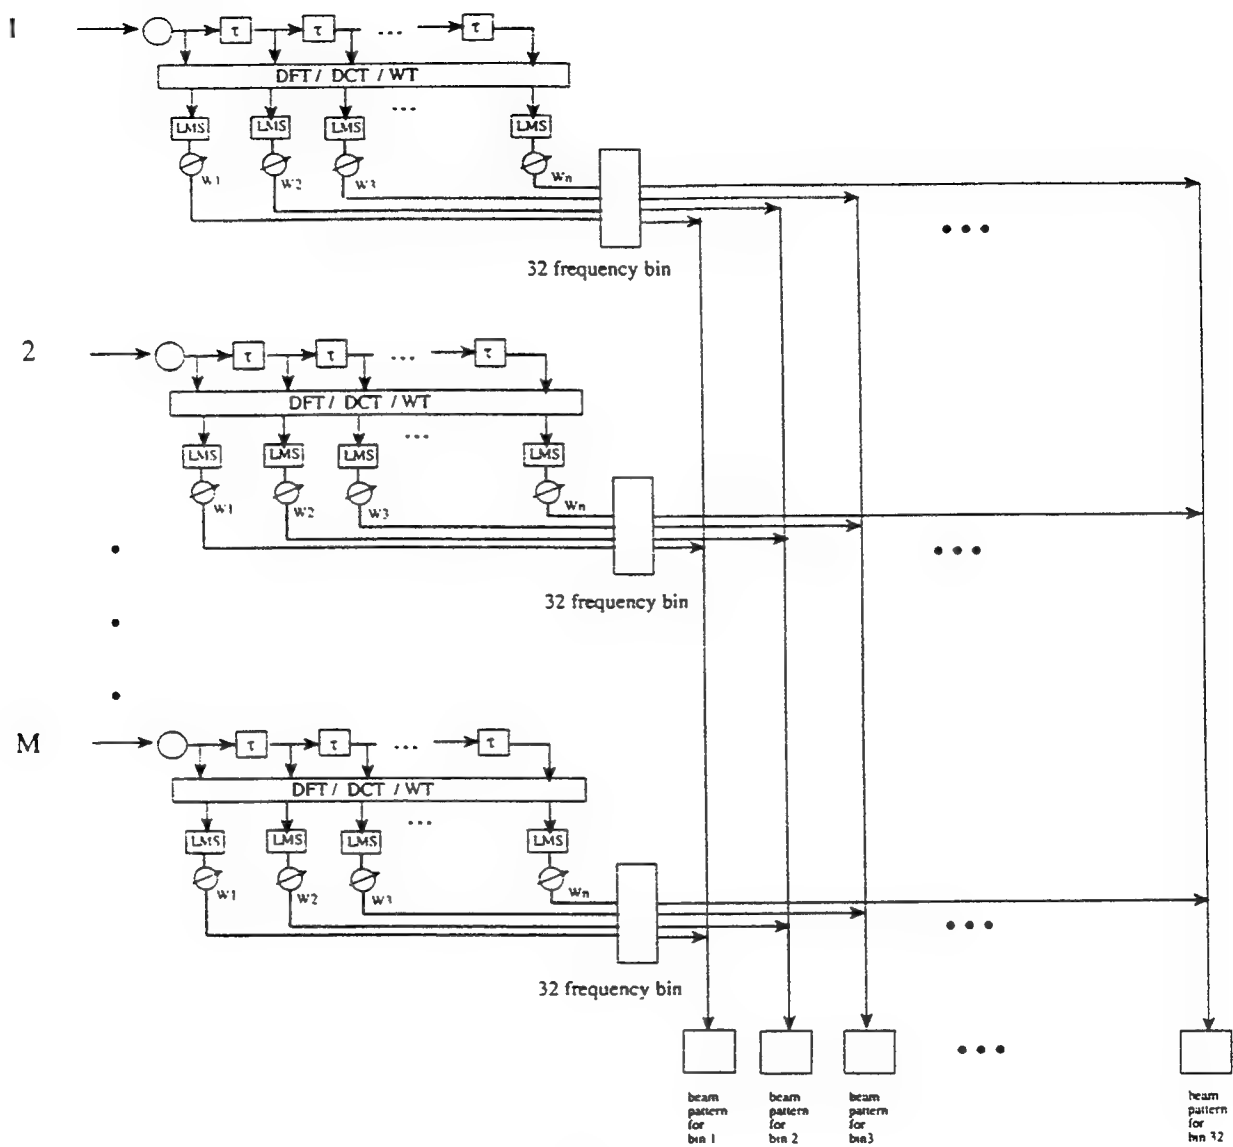 1
τ τ ... τ
DFT / DCT / WT
...
LMS LMS LMS LMS
W1 W2 W3 Wn
32 frequency bin
2
τ τ ... τ
DFT / DCT / WT
...
LMS LMS LMS LMS
W1 W2 W3 Wn
32 frequency bin
M
τ τ ... τ
DFT / DCT / WT
...
LMS LMS LMS LMS
W1 W2 W3 Wn
32 frequency bin
beam
pattern
for
bin 1
beam
pattern
for
bin 2
beam
pattern
for
bin3
beam
pattern
for
bin 32